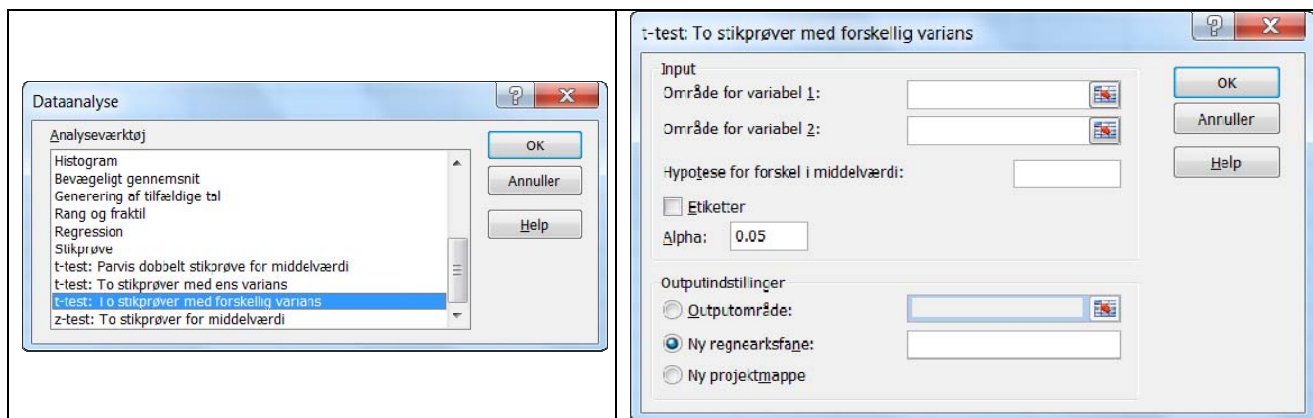 Dataanalyse
Analyseværktøj
Histogram
Bevægeligt gennemsnit
Generering af tilfældige tal
Rang og fraktil
Regression
Stikprøve
t-test: Parvis dobbelt stikprøve for middelværdi
t-test: To stikprøver med ens varians
t-test: To stikprøver med forskellig varians
z-test: To stikprøver for middelværdi
OK
Annuller
Help
t-test: To stikprøver med forskellig varians
Input
Område for variabel 1:
Område for variabel 2:
Hypotese for forskel i middelværdi:
Etiketter
Alpha: 0.05
Outputindstillinger
Outputområde:
Ny regnearksfane:
Ny projektmappe
OK
Annuller
Help